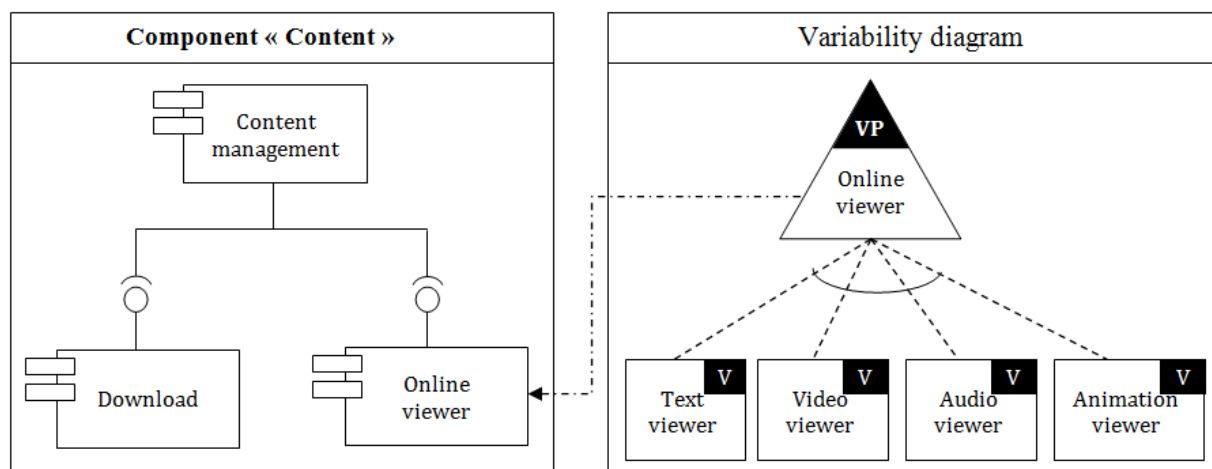 Component « Content »
Content
management
Download
Online
viewer
Variability diagram
VP
Online
viewer
V
Text
viewer
V
Video
viewer
V
Audio
viewer
V
Animation
viewer